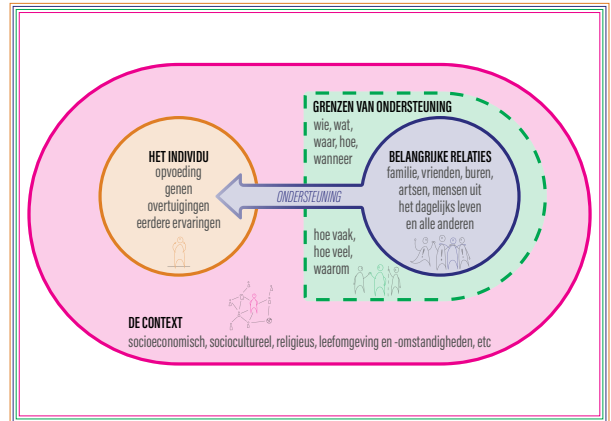 GRENZEN VAN ONDERSTEUNING
wie, wat,
waar, hoe,
wanneer
HET INDIVIDU
opvoeding
genen
overtuigingen
eerdere ervaringen
BELANGRIJKE RELATIES
familie, vrienden, buren,
artsen, mensen uit
het dagelijks leven
en alle anderen
ONDERSTEUNING
hoe vaak,
hoe veel,
waarom
DE CONTEXT
socioeconomisch, sociocultureel, religieus, leefomgeving en -omstandigheden, etc